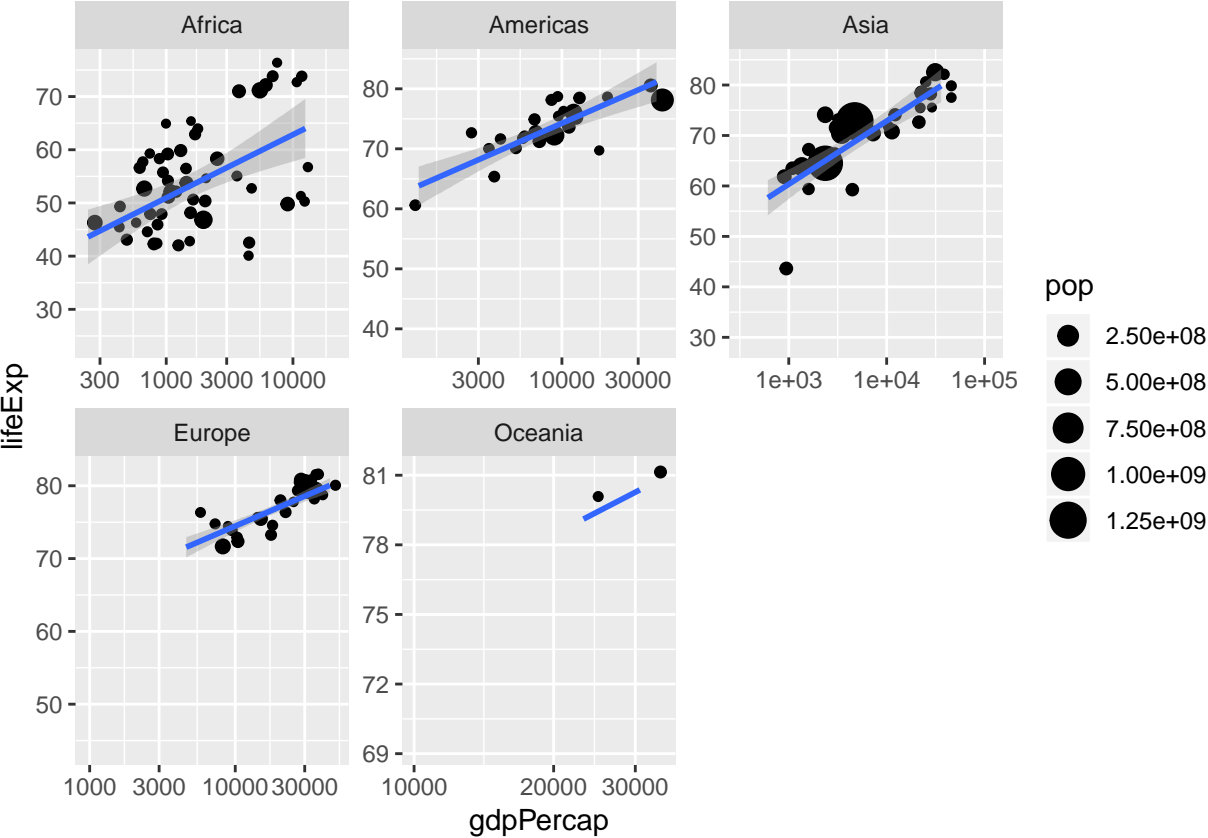 Africa
Americas
Asia
70
60
50
40
30
80
70
60
50
40
80
70
60
50
40
30
300 1000 3000 10000
3000 10000 30000
1e+03 1e+04 1e+05
Europe
Oceania
80
70
60
50
81
78
75
72
69
1000 3000 10000 30000
10000 20000 30000
gdpPercap
lifeExp
pop
2.50e+08
5.00e+08
7.50e+08
1.00e+09
1.25e+09